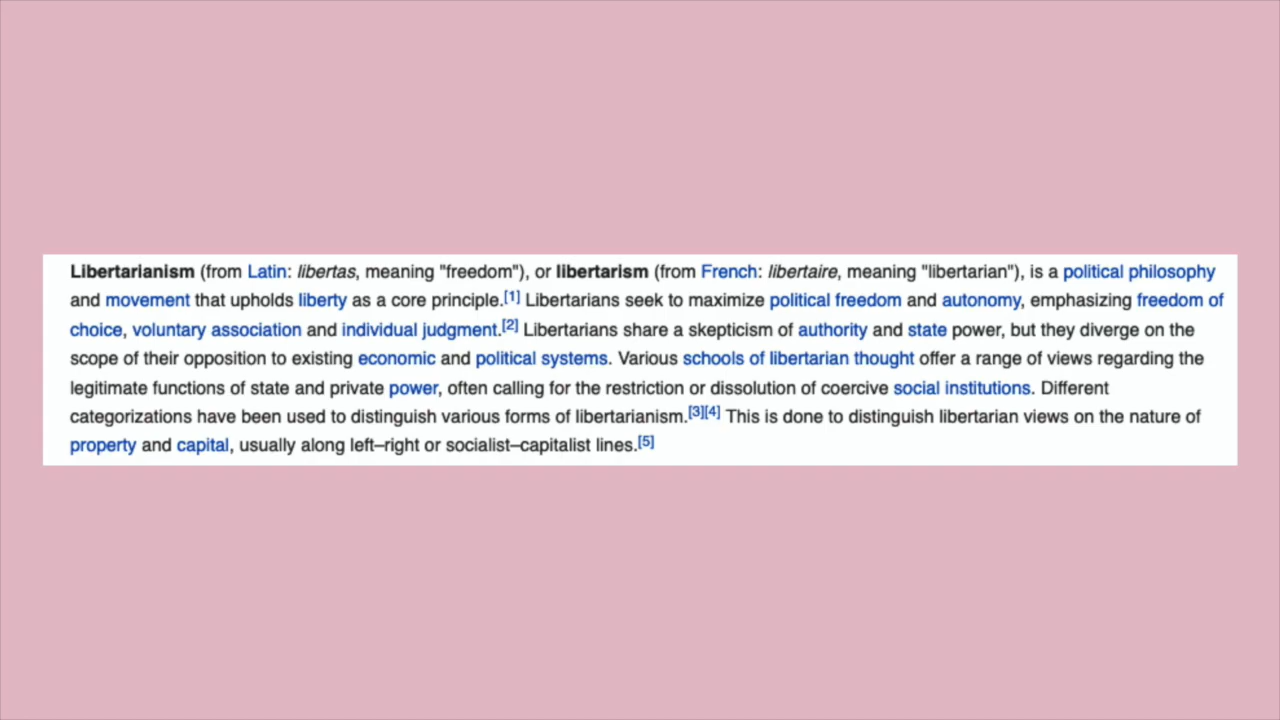 Libertarianism (from Latin: libertas, meaning "freedom"), or libertarism (from French: libertaire, meaning "libertarian"), is a political philosophy
and movement that upholds liberty as a core principle.[1] Libertarians seek to maximize political freedom and autonomy, emphasizing freedom of
choice, voluntary association and individual judgment.[2] Libertarians share a skepticism of authority and state power, but they diverge on the
scope of their opposition to existing economic and political systems. Various schools of libertarian thought offer a range of views regarding the
legitimate functions of state and private power, often calling for the restriction or dissolution of coercive social institutions. Different
categorizations have been used to distinguish various forms of libertarianism.[3][4] This is done to distinguish libertarian views on the nature of
property and capital, usually along left–right or socialist–capitalist lines.[5]